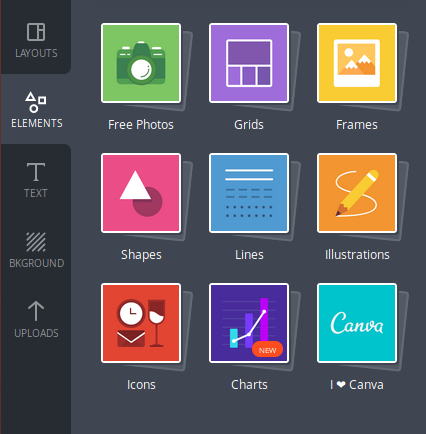 LAYOUTS
ELEMENTS
TEXT
BKGROUND
UPLOADS
Free Photos
Grids
Frames
Shapes
Lines
Illustrations
NEW
Canva
Icons
Charts
I ❤ Canva